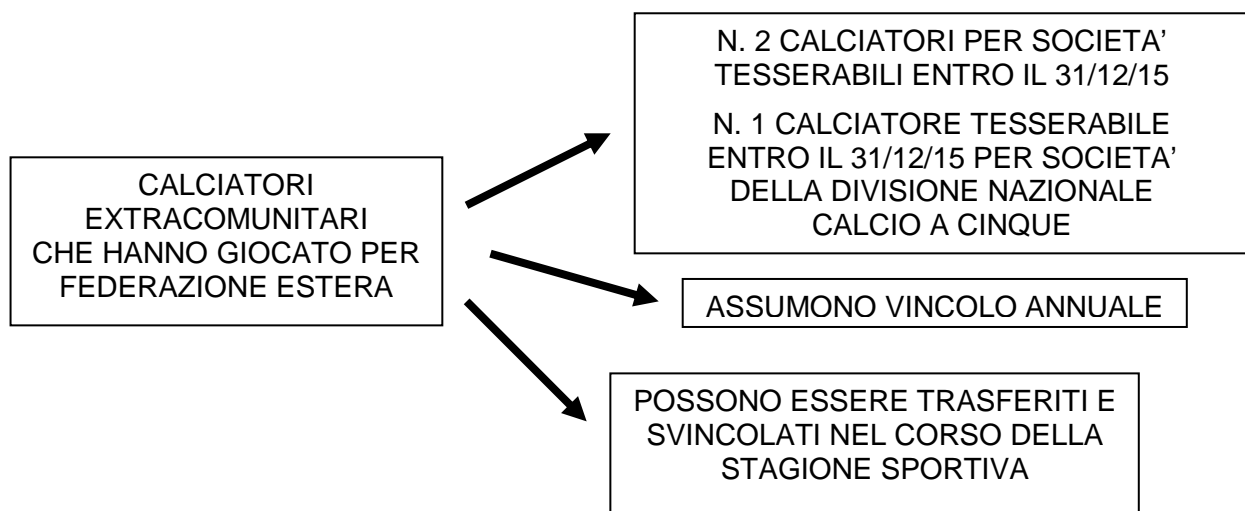 CALCIATORI
EXTRACOMUNITARI
CHE HANNO GIOCATO PER
FEDERAZIONE ESTERA
N. 2 CALCIATORI PER SOCIETA’
TESSERABILI ENTRO IL 31/12/15
N. 1 CALCIATORE TESSERABILE
ENTRO IL 31/12/15 PER SOCIETA’
DELLA DIVISIONE NAZIONALE
CALCIO A CINQUE
ASSUMONO VINCOLO ANNUALE
POSSONO ESSERE TRASFERITI E
SVINCOLATI NEL CORSO DELLA
STAGIONE SPORTIVA